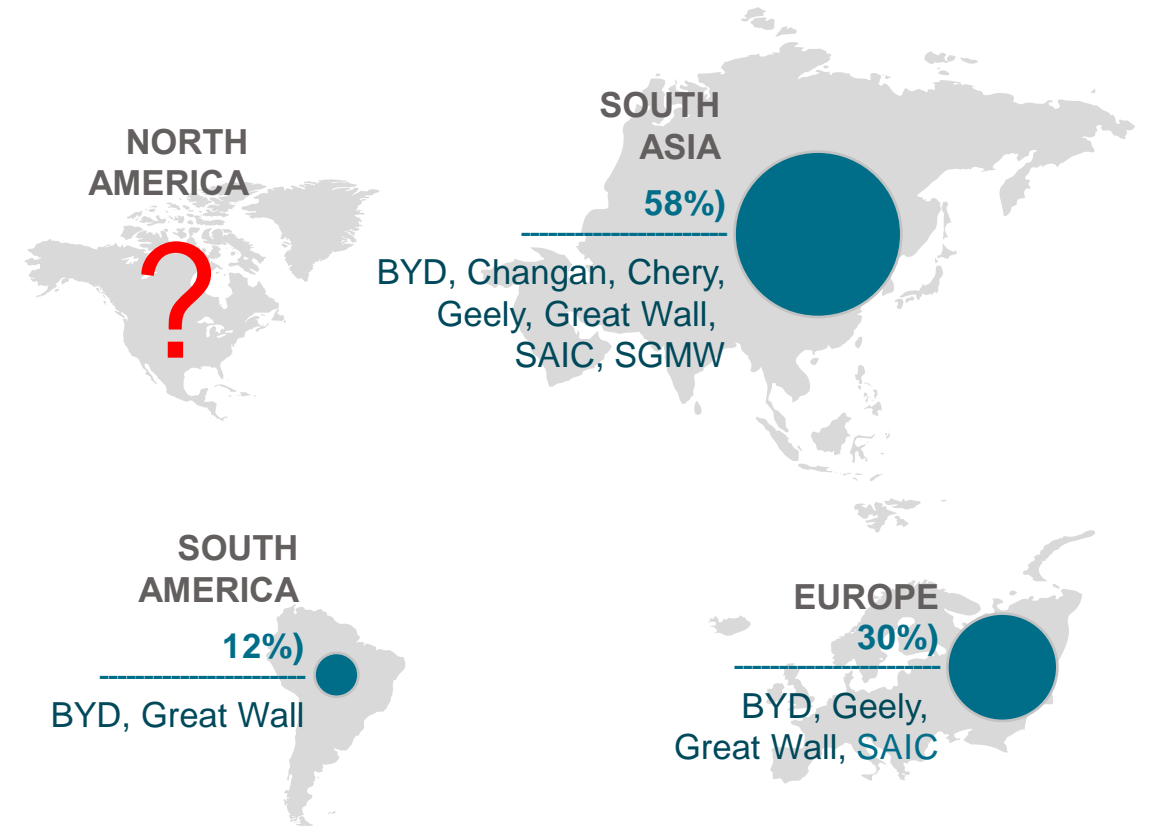 NORTH
AMERICA
?
SOUTH
ASIA
58%)
-----------------------
BYD, Changan, Chery,
Geely, Great Wall,
SAIC, SGMW
SOUTH
AMERICA
12%)
-----------------------
BYD, Great Wall
EUROPE
30%)
-----------------------
BYD, Geely,
Great Wall, SAIC